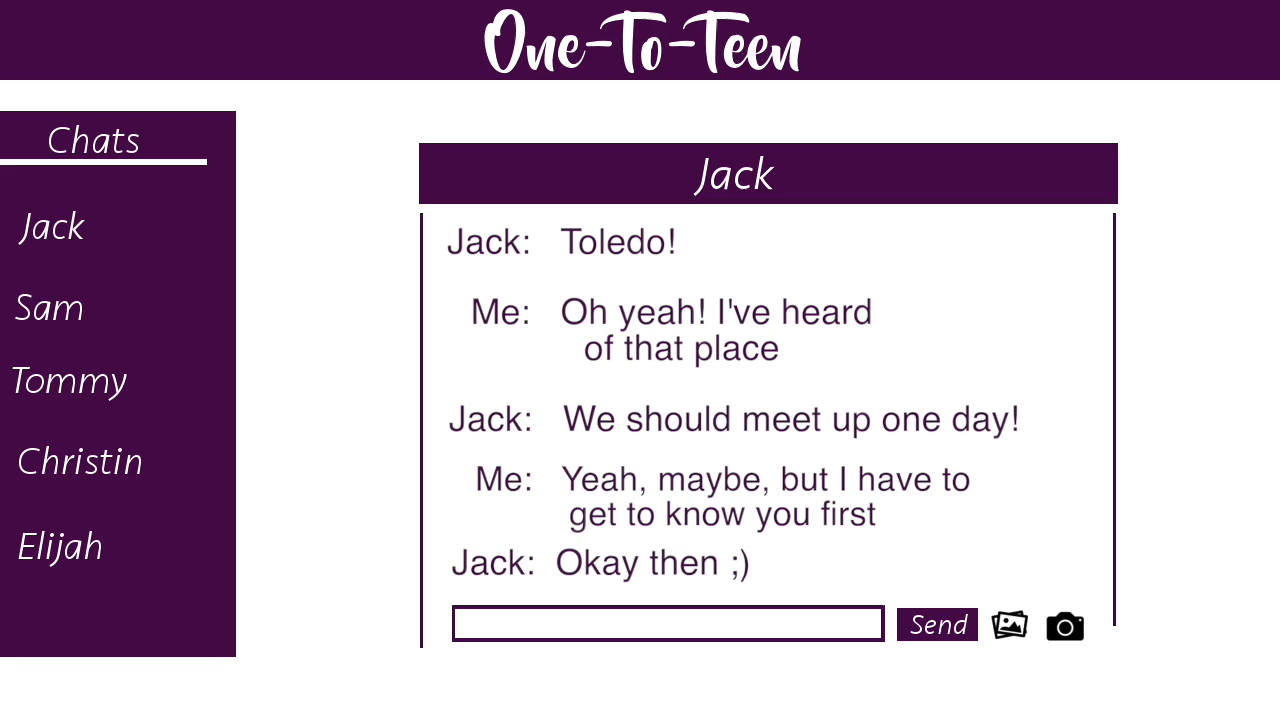 One-To-Teen
Chats
Jack
Sam
Tommy
Christin
Elijah
Jack
Jack: Toledo!
Me: Oh yeah! I've heard
of that place
Jack: We should meet up one day!
Me: Yeah, maybe, but I have to
get to know you first
Jack: Okay then ;)
Send